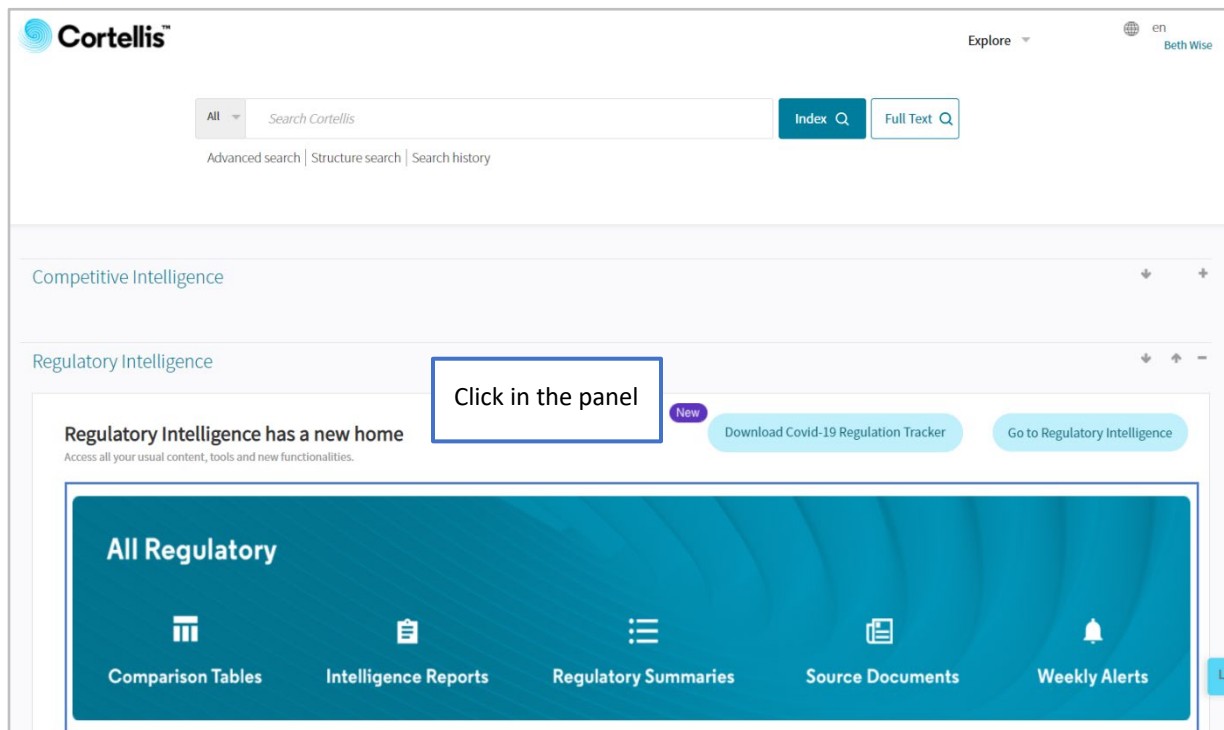 Cortellis™
Explore
en
Beth Wise
All
Search Cortellis
Index
Full Text
Advanced search | Structure search | Search history
Competitive Intelligence
Regulatory Intelligence
Click in the panel
New
Regulatory Intelligence has a new home
Download Covid-19 Regulation Tracker
Go to Regulatory Intelligence
Access all your usual content, tools and new functionalities.
All Regulatory
Comparison Tables
Intelligence Reports
Regulatory Summaries
Source Documents
Weekly Alerts